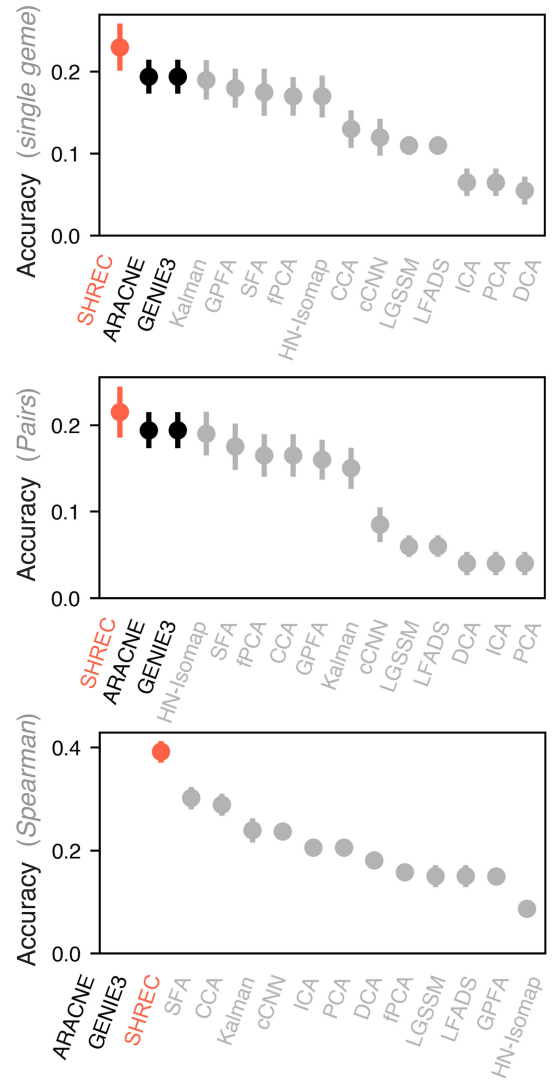 Accuracy (single geme)
0.2
0.1
0.0
SHREC
ARACNE
GENIE3
Kalman
GPFA
SFA
fPCA
HN-Isomap
CCA
cCNN
LGSSM
LFADS
ICA
PCA
DCA
Accuracy (Pairs)
0.2
0.1
0.0
SHREC
ARACNE
GENIE3
HN-Isomap
SFA
fPCA
CCA
GPFA
Kalman
cCNN
LGSSM
LFADS
DCA
ICA
PCA
Accuracy (Spearman)
0.4
0.2
0.0
ARACNE
GENIE3
SHREC
SFA
CCA
Kalman
cCNN
ICA
PCA
DCA
fPCA
LGSSM
LFADS
GPFA
HN-Isomap